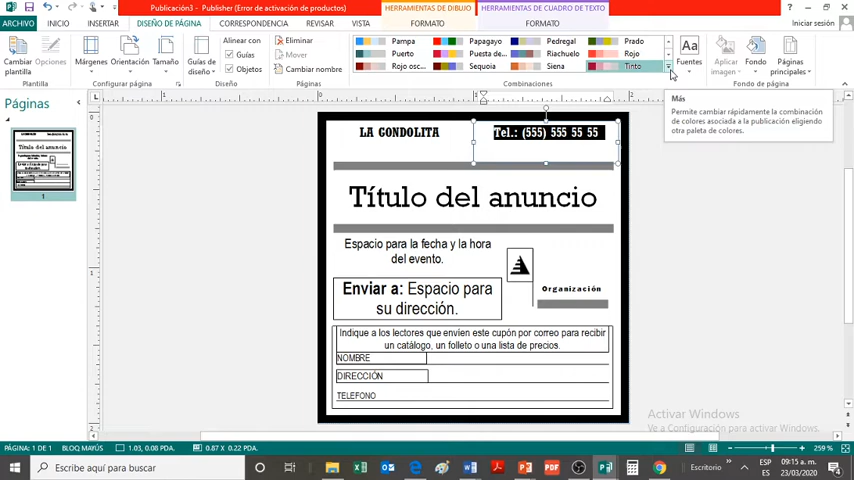 HERRAMIENTAS DE DIBUJO
HERRAMIENTAS DE CUADRO DE TEXTO
Publicación3 - Publisher (Error de activación de productos)
ARCHIVO
INICIO
INSERTAR
DISEÑO DE PÁGINA
CORRESPONDENCIA
REVISAR
VISTA
FORMATO
FORMATO
Iniciar sesión
Cambiar plantilla
Opciones
Márgenes
Orientación
Tamaño
Guías de diseño
Alinear con
Guías
Objetos
Eliminar
Mover
Cambiar nombre
Pampa
Puerto
Rojo osc...
Papagayo
Puesta de...
Sequoia
Pedregal
Riachuelo
Siena
Prado
Rojo
Tinto
Fuentes
Aplicar imagen
Fondo
Páginas principales
Plantilla
Configurar página
Diseño
Páginas
Combinaciones
Fondo de página
Más
Permite cambiar rápidamente la combinación
de colores asociada a la publicación eligiendo
otra paleta de colores.
Páginas
1
LA GONDOLITA
Tel.: (555) 555 55 55
Título del anuncio
Espacio para la fecha y la hora
del evento.
Enviar a: Espacio para
su dirección.
Organización
Indique a los lectores que envíen este cupón por correo para recibir
un catálogo, un folleto o una lista de precios.
NOMBRE
DIRECCIÓN
TELEFONO
Activar Windows
Ve a Configuración para activar Windows.
PÁGINA: 1 DE 1
BLOQ MAYÚS
1.03, 0.08 PDA.
0.87 X 0.22 PDA.
259 %
Escribe aquí para buscar
Escritorio
ESP
ES
09:15 a. m.
23/03/2020
4